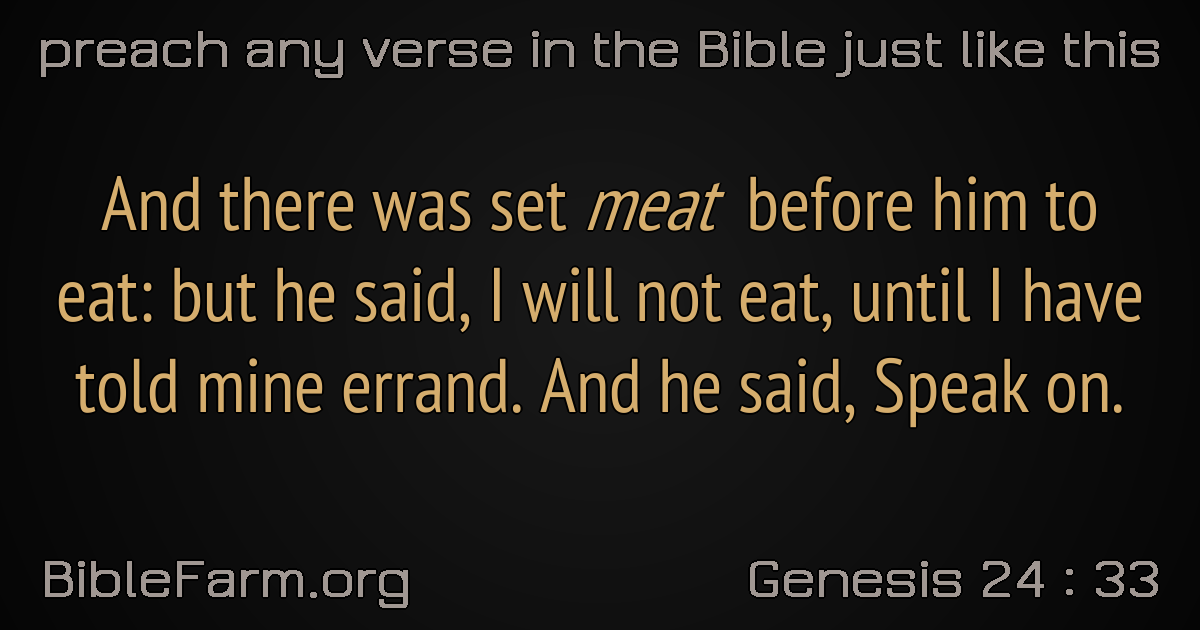 preach any verse in the Bible just like this
And there was set meat before him to
eat: but he said, I will not eat, until I have
told mine errand. And he said, Speak on.
BibleFarm.org
Genesis 24 : 33